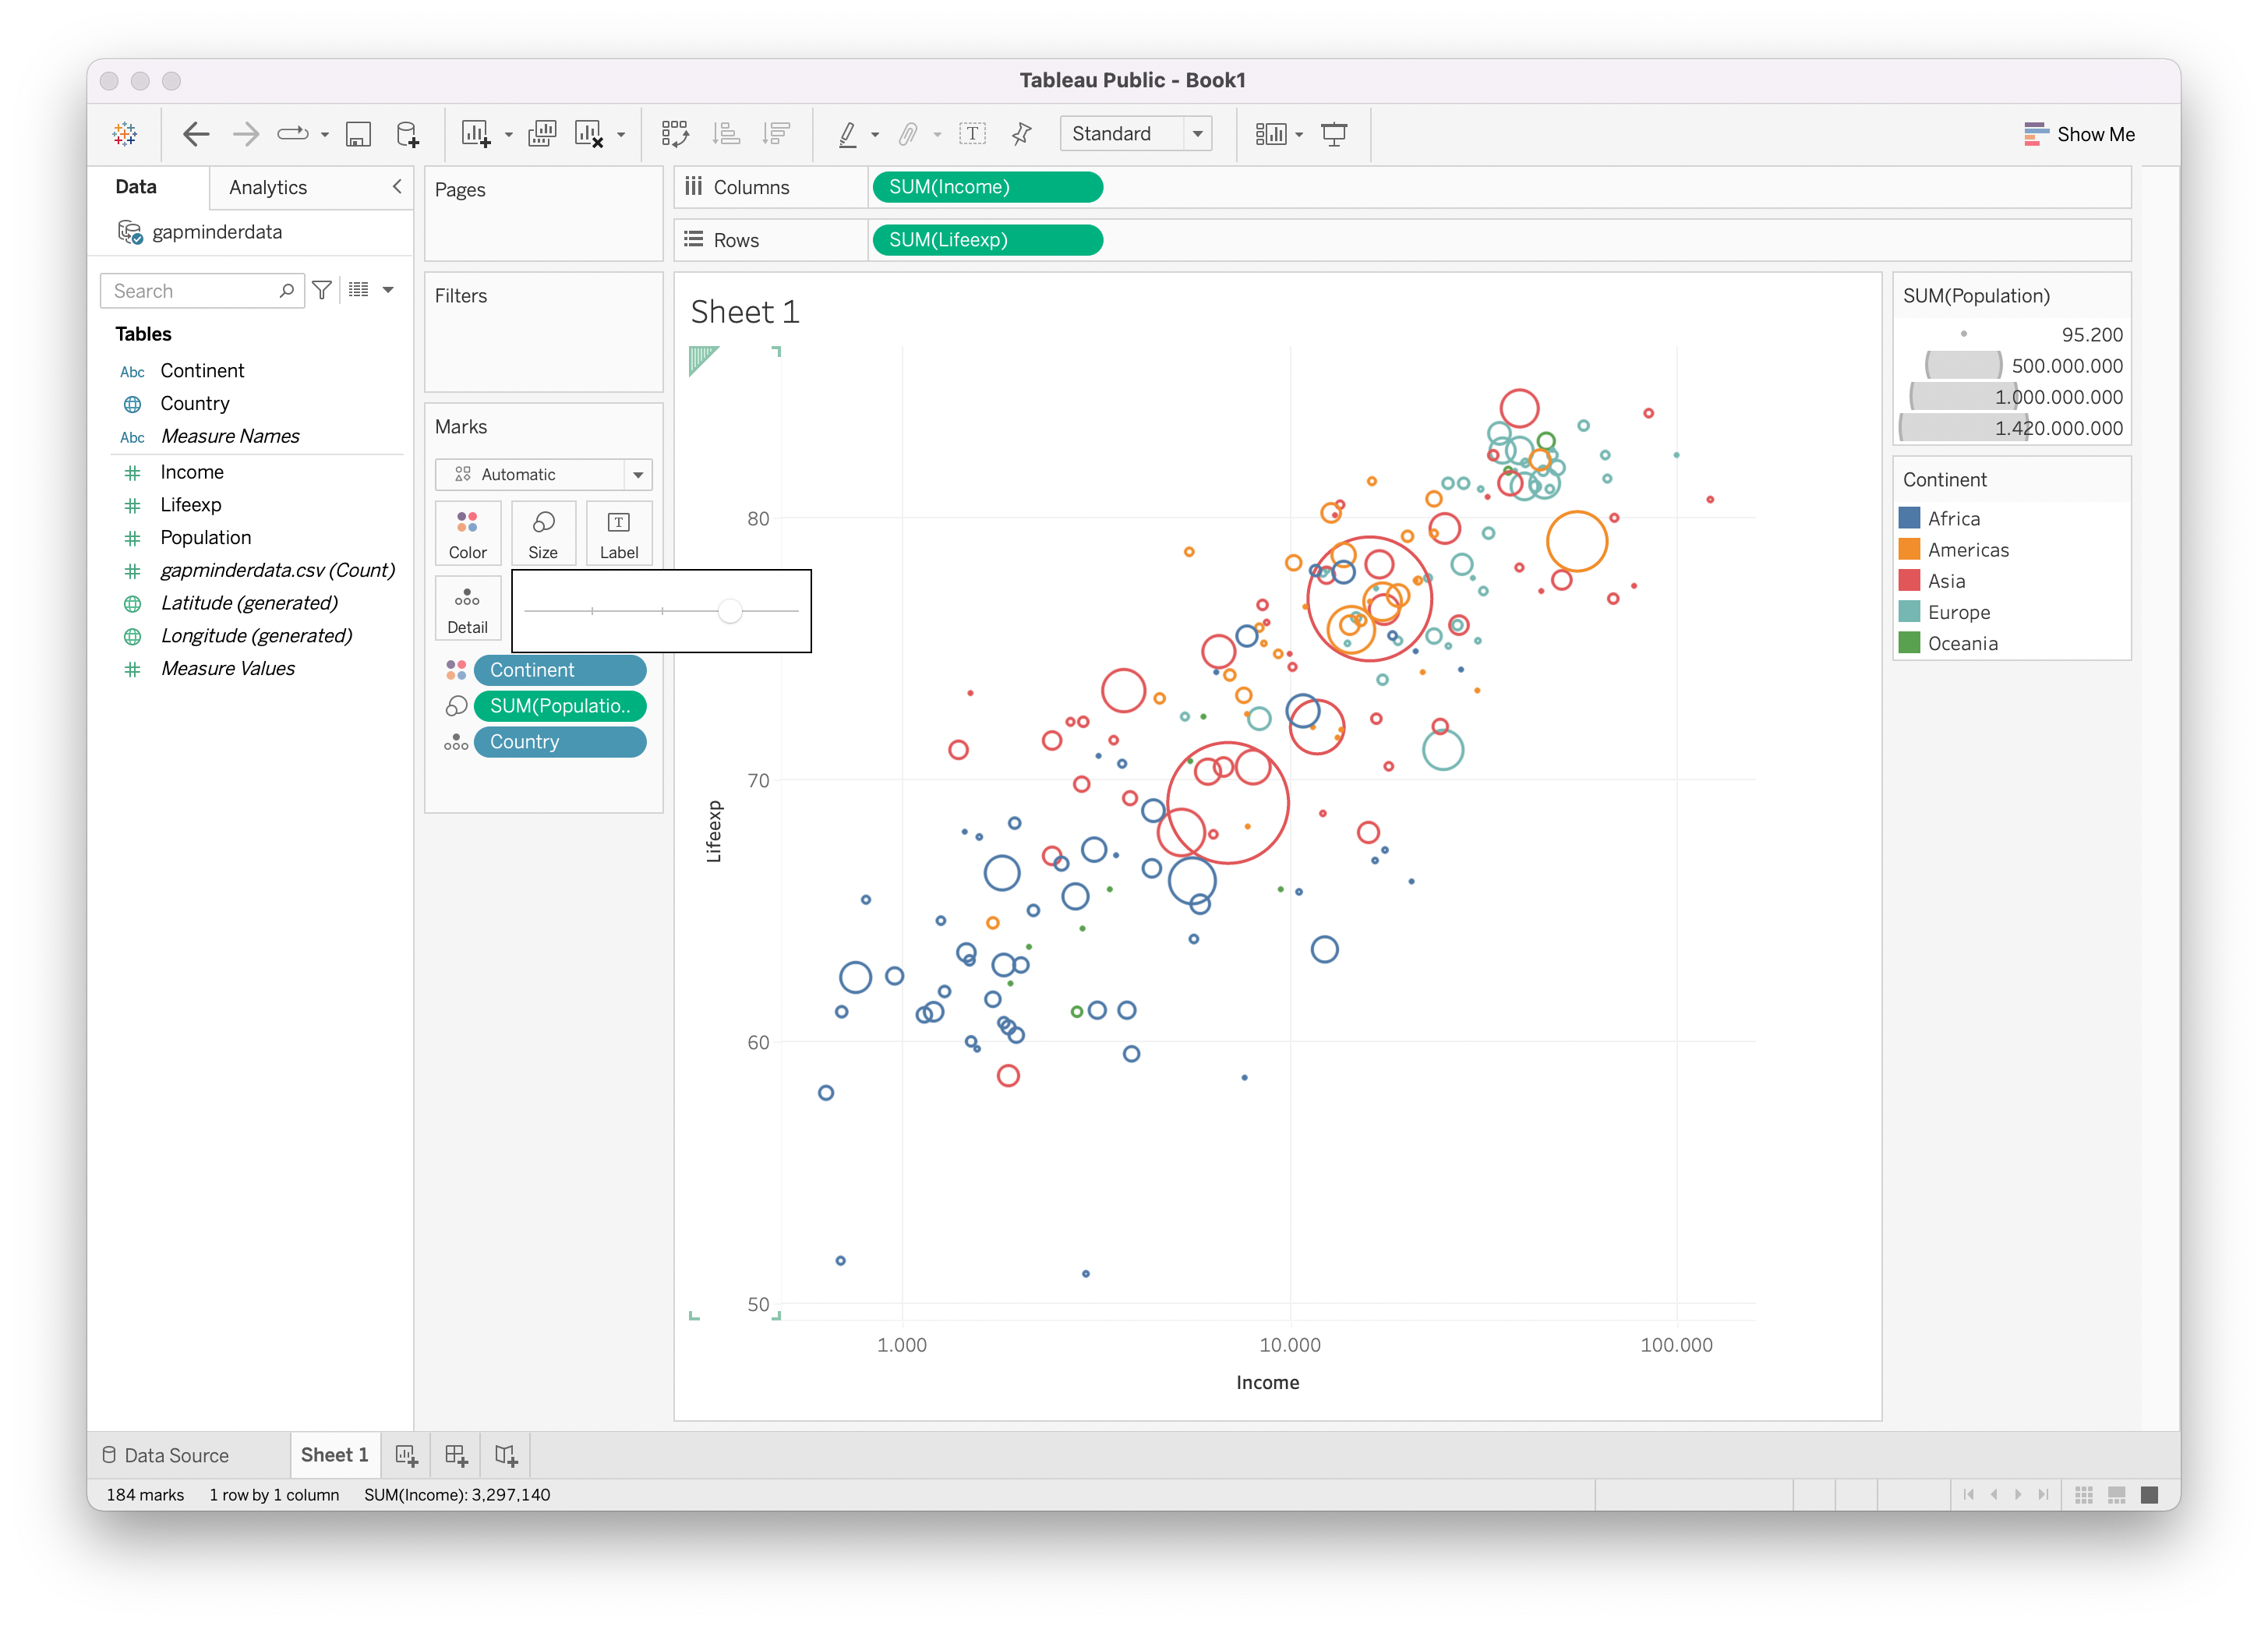 Tableau Public - Book1
Standard
Show Me
Data
Analytics
Pages
Columns
SUM(Income)
gapminderdata
Rows
SUM(Lifeexp)
Search
Filters
Sheet 1
SUM(Population)
95.200
500.000.000
1.000.000.000
1.420.000.000
Tables
Abc Continent
Country
Abc Measure Names
Income
Lifeexp
Population
gapminderdata.csv (Count)
Latitude (generated)
Longitude (generated)
Measure Values
Marks
Automatic
Color
Size
T
Label
Detail
Continent
SUM(Populatio..
Country
Continent
Africa
Americas
Asia
Europe
Oceania
80
70
60
50
Lifeexp
1.000
10.000
100.000
Income
Data Source
Sheet 1
184 marks
1 row by 1 column
SUM(Income): 3,297,140